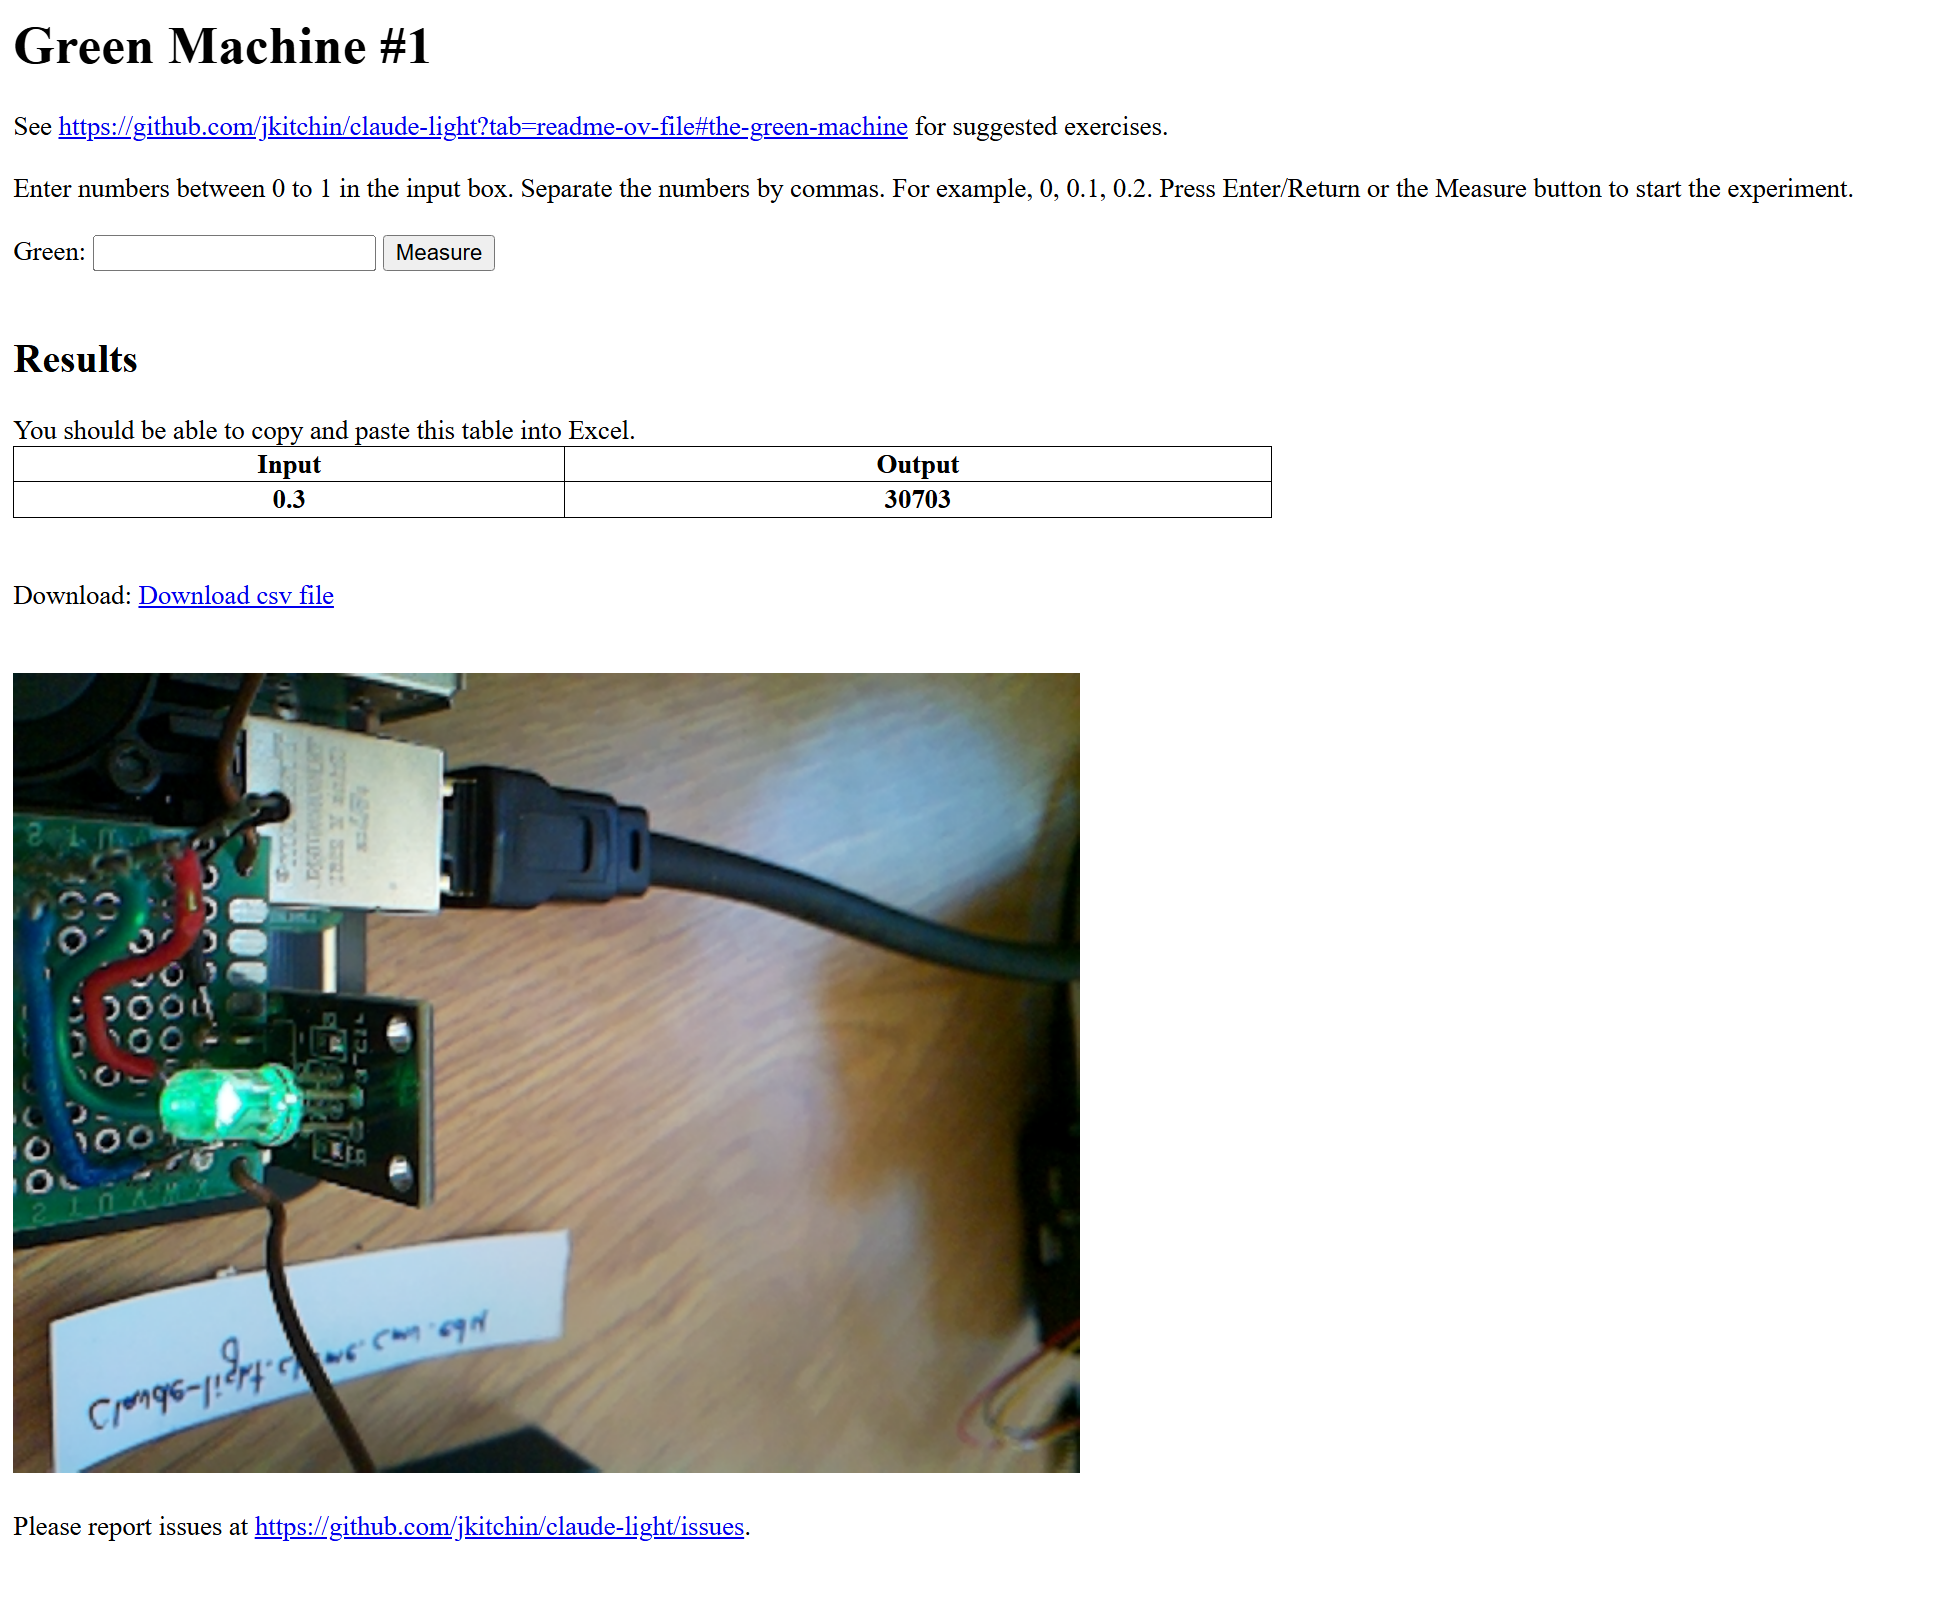 Green Machine #1
See https://github.com/jkitchin/claude-light?tab=readme-ov-file#the-green-machine for suggested exercises.
Enter numbers between 0 to 1 in the input box. Separate the numbers by commas. For example, 0, 0.1, 0.2. Press Enter/Return or the Measure button to start the experiment.
Green: Measure
Results
You should be able to copy and paste this table into Excel.
Input Output
0.3 30703
Download: Download csv file
Claude-light.cheme.cmu.edu
Please report issues at https://github.com/jkitchin/claude-light/issues.